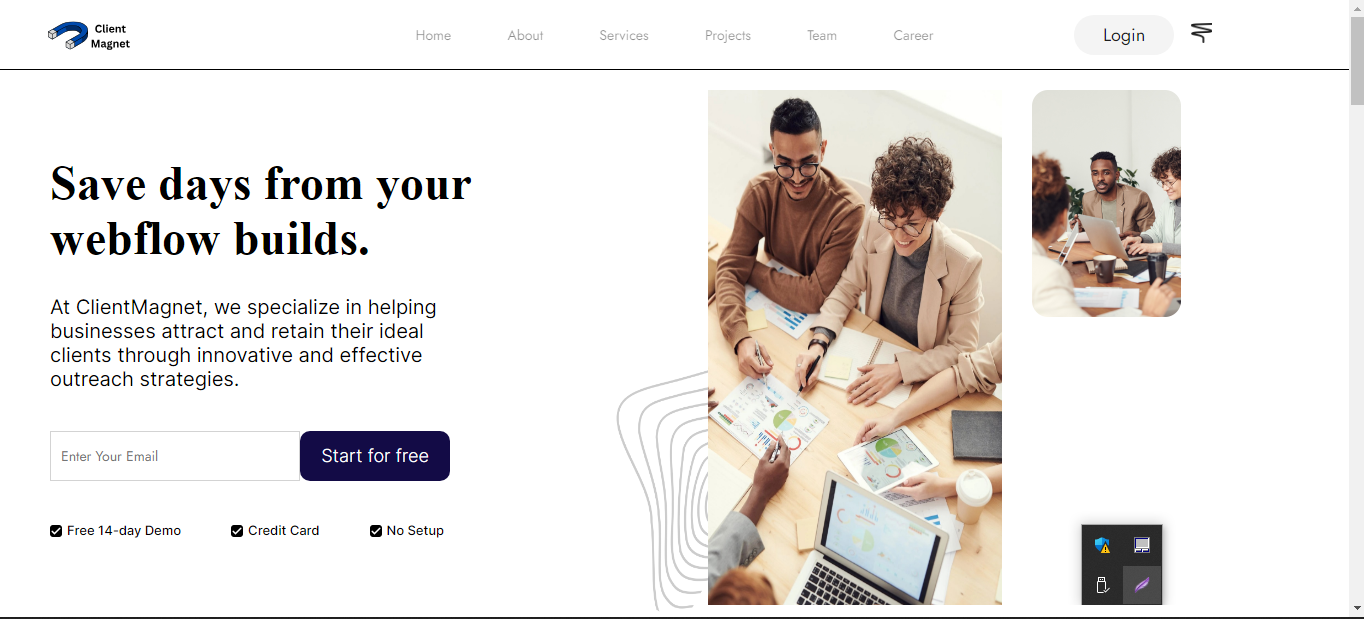 Client
Magnet
Home
About
Services
Projects
Team
Career
Login
Save days from your
webflow builds.
At ClientMagnet, we specialize in helping
businesses attract and retain their ideal
clients through innovative and effective
outreach strategies.
Enter Your Email
Start for free
Free 14-day Demo
Credit Card
No Setup